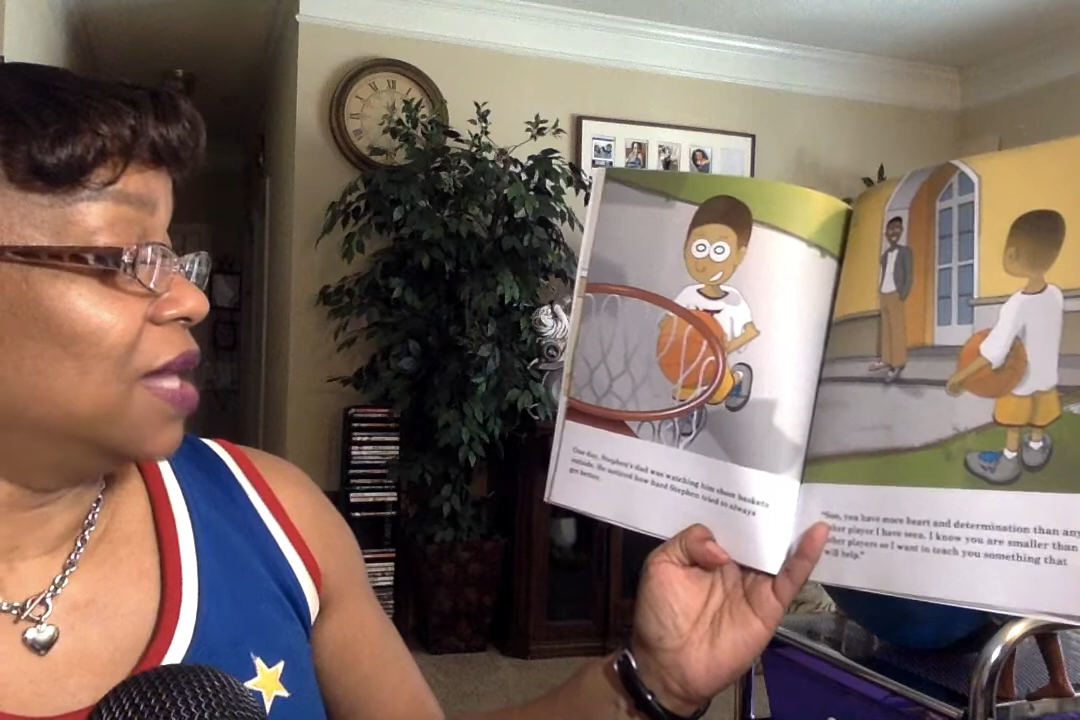 One day, Stephen's dad was watching him shoot baskets
outside. He noticed how hard Stephen tried to always
get better.
"Son, you have more heart and determination than any
other player I have seen. I know you are smaller than
other players so I want to teach you something that
will help."